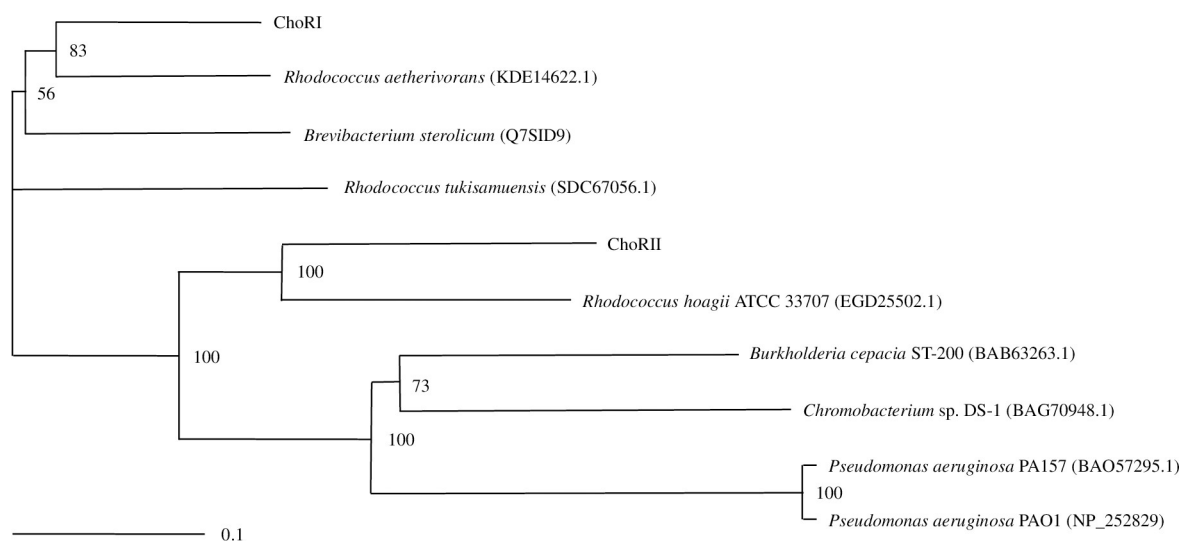 ChoRI
83
Rhodococcus aetherivorans (KDE14622.1)
56
Brevibacterium sterolicum (Q7SID9)
Rhodococcus tukisamuensis (SDC67056.1)
ChoRII
100
Rhodococcus hoagii ATCC 33707 (EGD25502.1)
Burkholderia cepacia ST-200 (BAB63263.1)
100
73
Chromobacterium sp. DS-1 (BAG70948.1)
100
Pseudomonas aeruginosa PA157 (BAO57295.1)
100
Pseudomonas aeruginosa PAO1 (NP_252829)
0.1